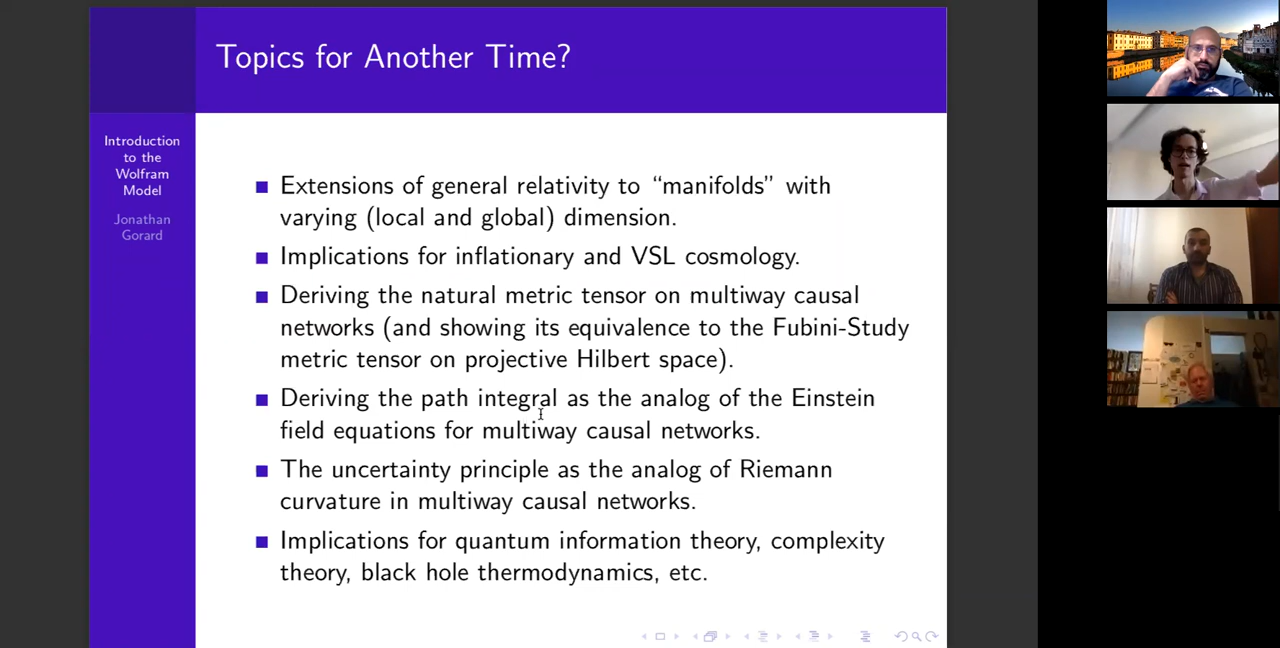 Topics for Another Time?
Introduction
to the
Wolfram
Model
Jonathan
Gorard
■ Extensions of general relativity to “manifolds” with
varying (local and global) dimension.
■ Implications for inflationary and VSL cosmology.
■ Deriving the natural metric tensor on multiway causal
networks (and showing its equivalence to the Fubini-Study
metric tensor on projective Hilbert space).
■ Deriving the path integral as the analog of the Einstein
field equations for multiway causal networks.
■ The uncertainty principle as the analog of Riemann
curvature in multiway causal networks.
■ Implications for quantum information theory, complexity
theory, black hole thermodynamics, etc.